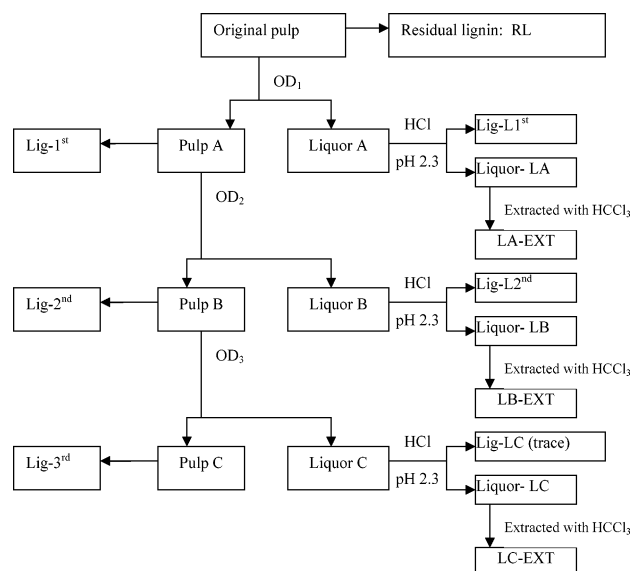 Original pulp
Residual lignin: RL
OD₁
Lig-1ˢᵗ
Pulp A
Liquor A
HCl
pH 2.3
Lig-L1ˢᵗ
Liquor- LA
Extracted with HCCl₃
LA-EXT
OD₂
Lig-2ⁿᵈ
Pulp B
Liquor B
HCl
pH 2.3
Lig-L2ⁿᵈ
Liquor- LB
Extracted with HCCl₃
LB-EXT
OD₃
Lig-3ʳᵈ
Pulp C
Liquor C
HCl
pH 2.3
Lig-LC (trace)
Liquor- LC
Extracted with HCCl₃
LC-EXT